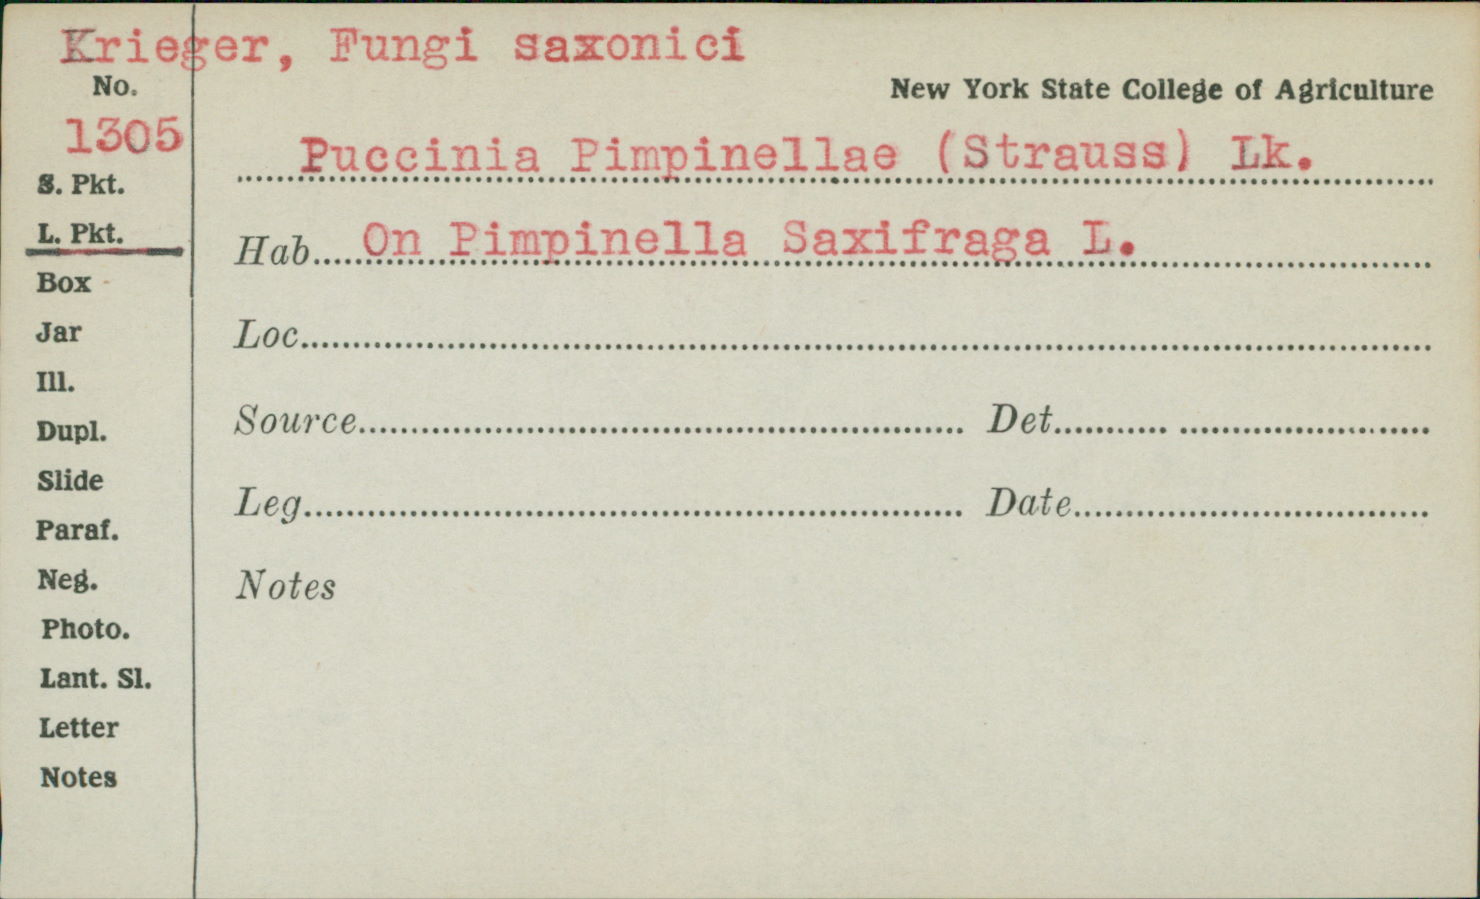 Krieger, Fungi saxonici
No.
New York State College of Agriculture
1305
Puccinia Pimpinellae (Strauss) Lk.
S. Pkt.
L. Pkt.
Hab. On Pimpinella Saxifraga L.
Box
Jar
Loc.
Ill.
Dupl.
Source Det.
Slide
Leg. Date
Paraf.
Neg.
Notes
Photo.
Lant. Sl.
Letter
Notes